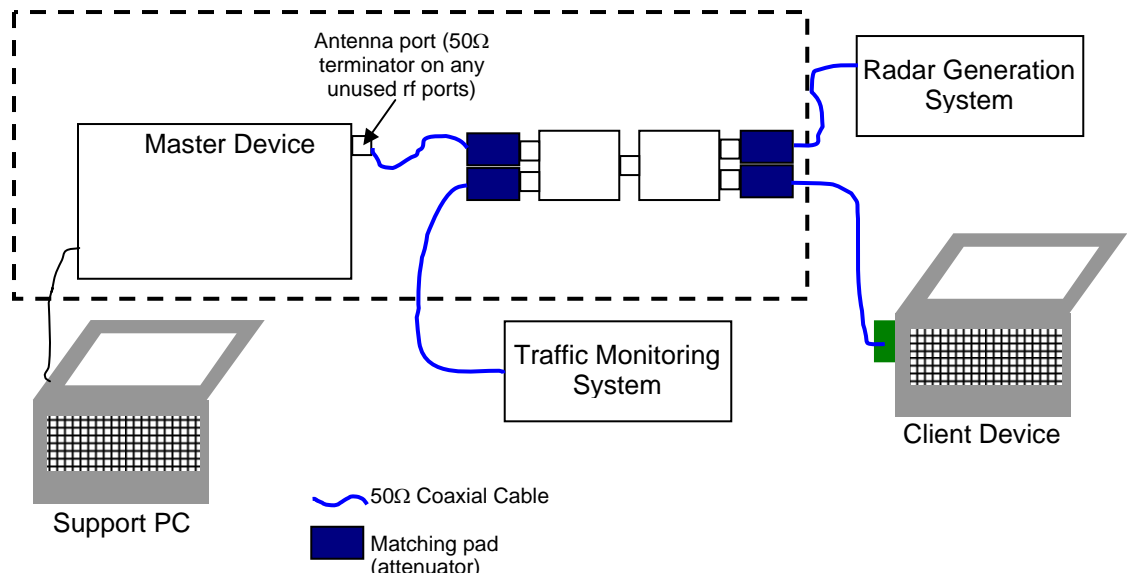 Antenna port (50Ω
terminator on any
unused rf ports)
Master Device
Radar Generation
System
Traffic Monitoring
System
Client Device
Support PC
50Ω Coaxial Cable
Matching pad
(attenuator)